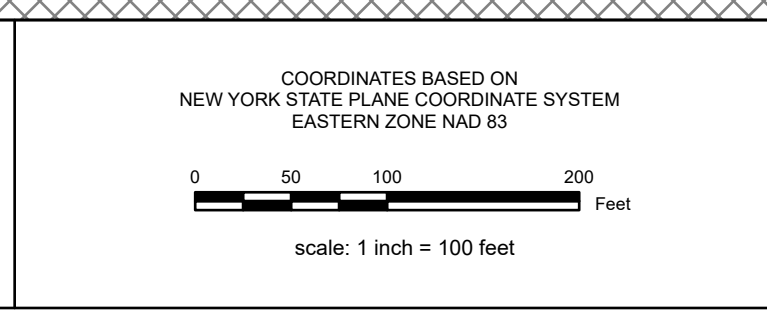 COORDINATES BASED ON
NEW YORK STATE PLANE COORDINATE SYSTEM
EASTERN ZONE NAD 83
0 50 100 200
Feet
scale: 1 inch = 100 feet